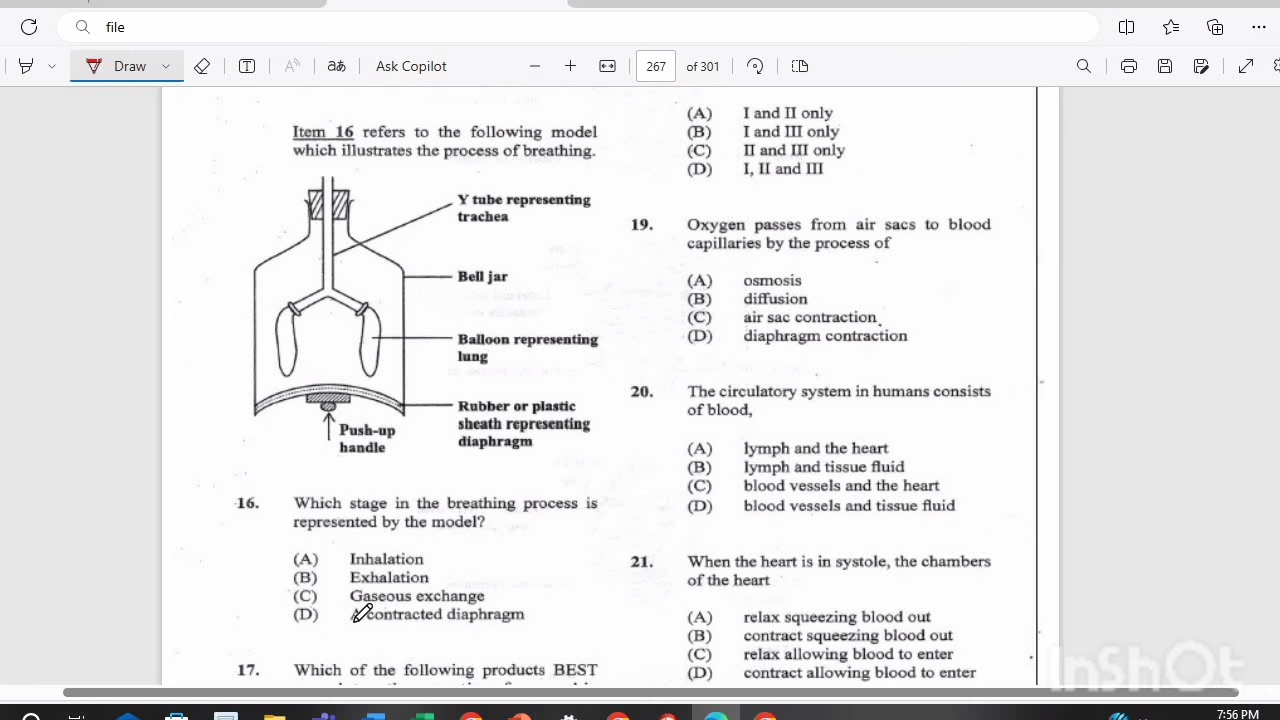 file
Draw
Ask Copilot
267
of 301
Item 16 refers to the following model
which illustrates the process of breathing.
Y tube representing
trachea
Bell jar
Balloon representing
lung
Rubber or plastic
sheath representing
diaphragm
Push-up
handle
16. Which stage in the breathing process is
represented by the model?
(A) Inhalation
(B) Exhalation
(C) Gaseous exchange
(D) contracted diaphragm
17. Which of the following products BEST
(A) I and II only
(B) I and III only
(C) II and III only
(D) I, II and III
19. Oxygen passes from air sacs to blood
capillaries by the process of
(A) osmosis
(B) diffusion
(C) air sac contraction
(D) diaphragm contraction
20. The circulatory system in humans consists
of blood,
(A) lymph and the heart
(B) lymph and tissue fluid
(C) blood vessels and the heart
(D) blood vessels and tissue fluid
21. When the heart is in systole, the chambers
of the heart
(A) relax squeezing blood out
(B) contract squeezing blood out
(C) relax allowing blood to enter
(D) contract allowing blood to enter
InShOt
7:56 PM